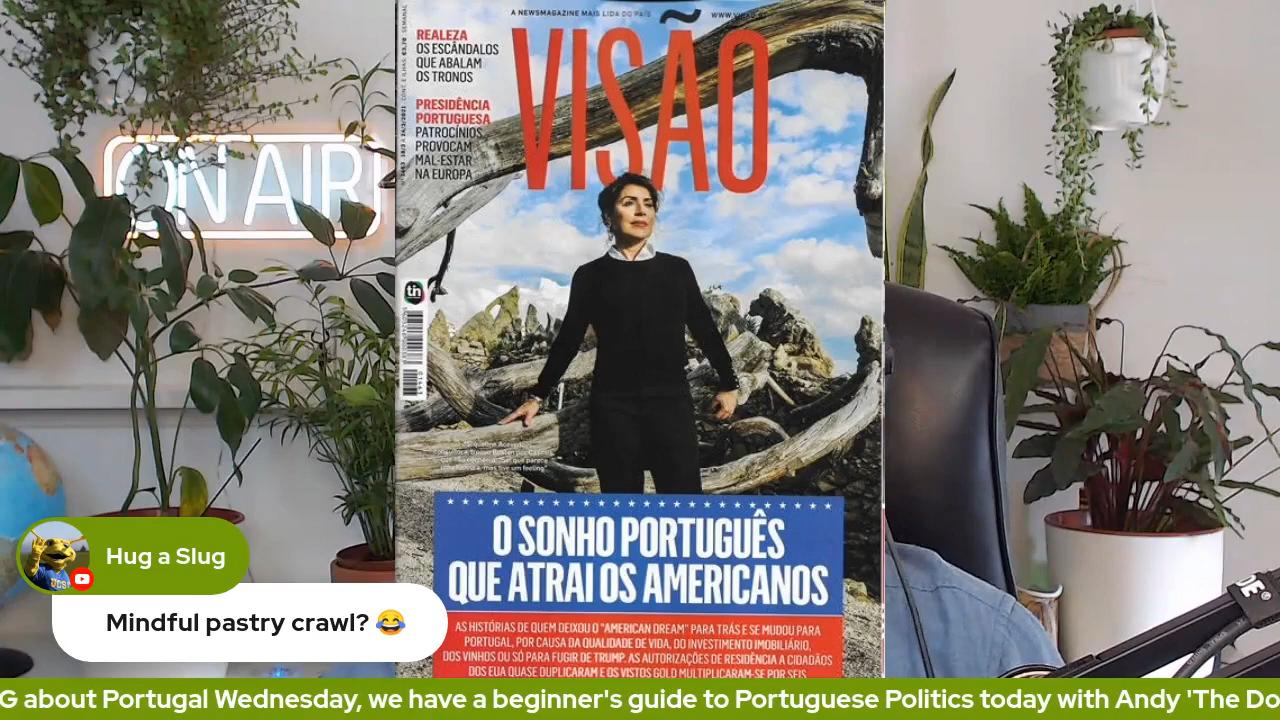 A NEWSMAGAZINE MAIS LIDA DO PAÍS
VISÃO
REALEZA
OS ESCÂNDALOS
QUE ABALAM
OS TRONOS
PRESIDÊNCIA
PORTUGUESA
PATROCÍNIOS
PROVOCAM
MAL-ESTAR
NA EUROPA
ON AIR
tin
O SONHO PORTUGUÊS
QUE ATRAI OS AMERICANOS
AS HISTÓRIAS DE QUEM DEIXOU O "AMERICAN DREAM" PARA TRÁS E SE MUDOU PARA
PORTUGAL, POR CAUSA DA QUALIDADE DE VIDA, DO INVESTIMENTO IMOBILIÁRIO,
DOS VINHOS OU SÓ PARA FUGIR DE TRUMP. AS AUTORIZAÇÕES DE RESIDÊNCIA A CIDADÃOS
DOS EUA QUASE DUPLICARAM E OS VISTOS GOLD MULTIPLICARAM-SE POR SEIS
Hug a Slug
Mindful pastry crawl? 😂
G about Portugal Wednesday, we have a beginner's guide to Portuguese Politics today with Andy 'The Do